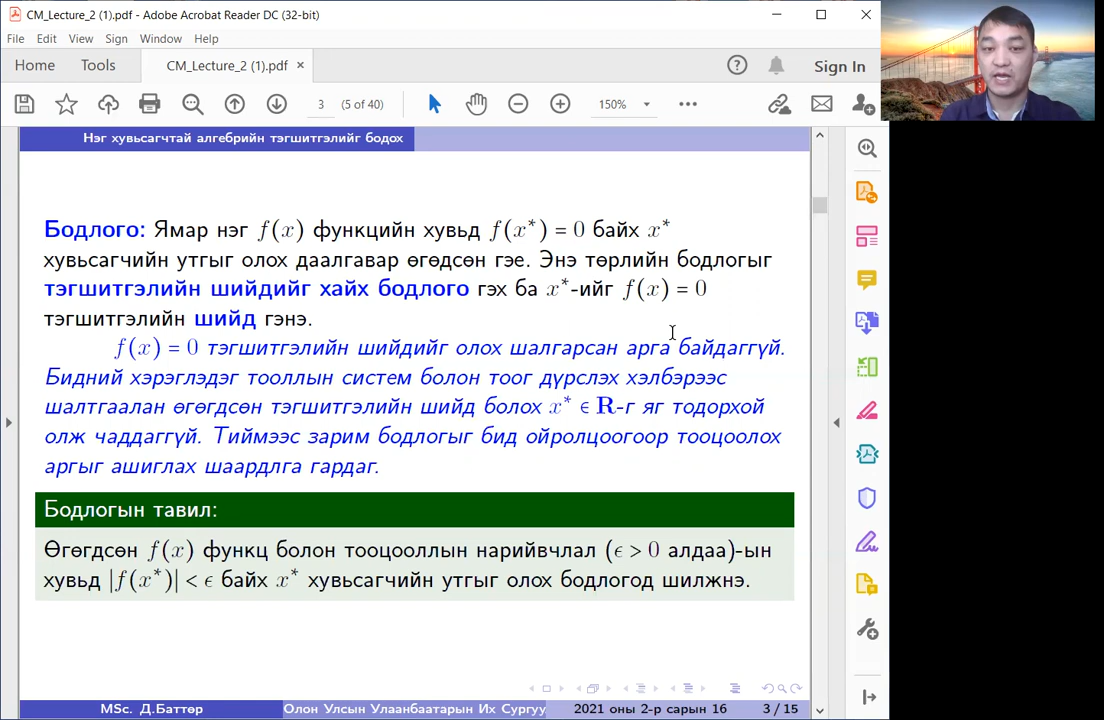 CM_Lecture_2 (1).pdf - Adobe Acrobat Reader DC (32-bit)
File Edit View Sign Window Help
Home Tools CM_Lecture_2 (1).pdf × Sign In
3 (5 of 40) 150%
Нэг хувьсагчтай алгебрийн тэгшитгэлийг бодох
Бодлого: Ямар нэг f(x) функцийн хувьд f(x*) = 0 байх x*
хувьсагчийн утгыг олох даалгавар өгөдсөн гэе. Энэ төрлийн бодлогыг
тэгшитгэлийн шийдийг хайх бодлого гэх ба x*-ийг f(x) = 0
тэгшитгэлийн шийд гэнэ.
f(x) = 0 тэгшитгэлийн шийдийг олох шалгарсан арга байдаггүй.
Бидний хэрэглэдэг тооллын систем болон тоог дүрслэх хэлбэрээс
шалтгаалан өгөгдсөн тэгшитгэлийн шийд болох x* ∈ R-г яг тодорхой
олж чаддаггүй. Тиймээс зарим бодлогыг бид ойролцоогоор тооцоолох
аргыг ашиглах шаардлга гардаг.
Бодлогын тавил:
Өгөгдсөн f(x) функц болон тооцооллын нарийвчлал (ϵ > 0 алдаа)-ын
хувьд |f(x*)| < ϵ байх x* хувьсагчийн утгыг олох бодлогод шилжнэ.
MSc. Д.Баттөр Олон Улсын Улаанбаатарын Их Сургуу 2021 оны 2-р сарын 16 3 / 15